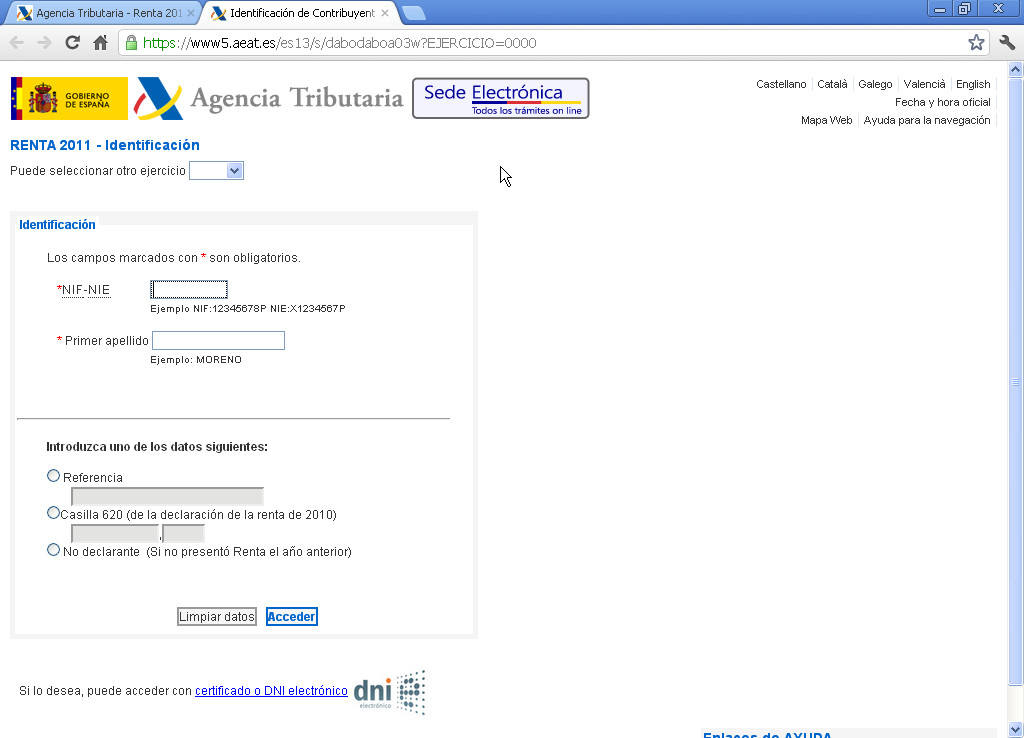 Agencia Tributaria - Renta 201
Identificación de Contribuyent
https://www5.aeat.es/es13/s/dabodaboa03w?EJERCICIO=0000
GOBIERNO
DE ESPAÑA
Agencia Tributaria
Sede Electrónica
Todos los trámites on line
Castellano Català Galego Valencià English
Fecha y hora oficial
Mapa Web Ayuda para la navegación
RENTA 2011 - Identificación
Puede seleccionar otro ejercicio
Identificación
Los campos marcados con * son obligatorios.
*NIF-NIE
Ejemplo NIF:12345678P NIE:X1234567P
* Primer apellido
Ejemplo: MORENO
Introduzca uno de los datos siguientes:
Referencia
Casilla 620 (de la declaración de la renta de 2010)
,
No declarante (Si no presentó Renta el año anterior)
Limpiar datos Acceder
Si lo desea, puede acceder con certificado o DNI electrónico
dni
electrónico
Enlaces de AYUDA